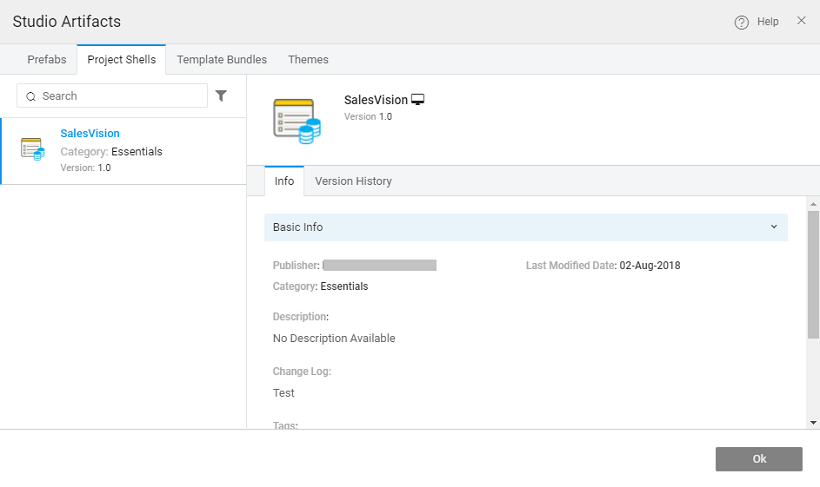 Studio Artifacts
Help
Prefabs
Project Shells
Template Bundles
Themes
Search
SalesVision
Category: Essentials
Version: 1.0
SalesVision
Version 1.0
Info
Version History
Basic Info
Publisher:
Last Modified Date: 02-Aug-2018
Category: Essentials
Description:
No Description Available
Change Log:
Test
Tags:
Ok